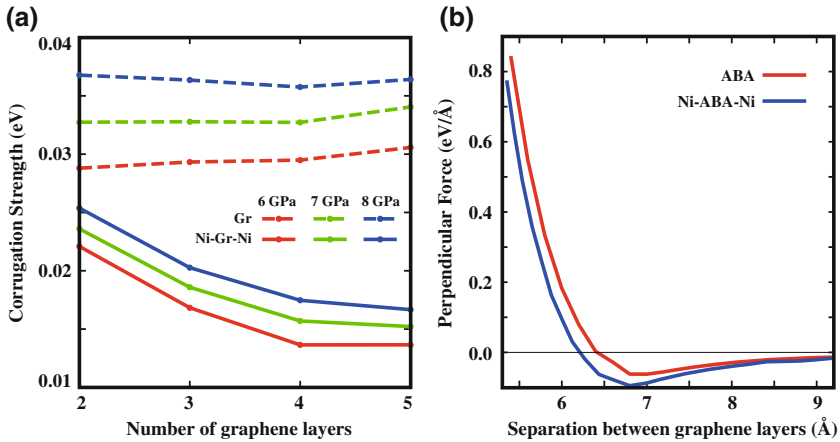 (a)
0.04
0.03
0.02
0.01
Corrugation Strength (eV)
6 GPa 7 GPa 8 GPa
Gr
Ni-Gr-Ni
2 3 4 5
Number of graphene layers
(b)
0.8
0.6
0.4
0.2
0.0
Perpendicular Force (eV/Å)
ABA
Ni-ABA-Ni
6 7 8 9
Separation between graphene layers (Å)